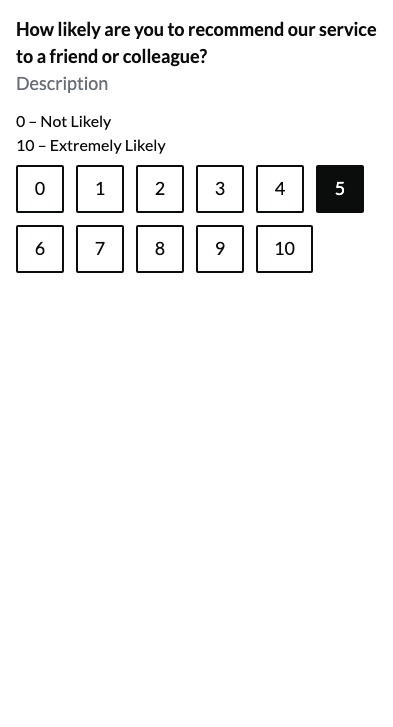 How likely are you to recommend our service
to a friend or colleague?
Description
0 – Not Likely
10 – Extremely Likely
0 1 2 3 4 5
6 7 8 9 10